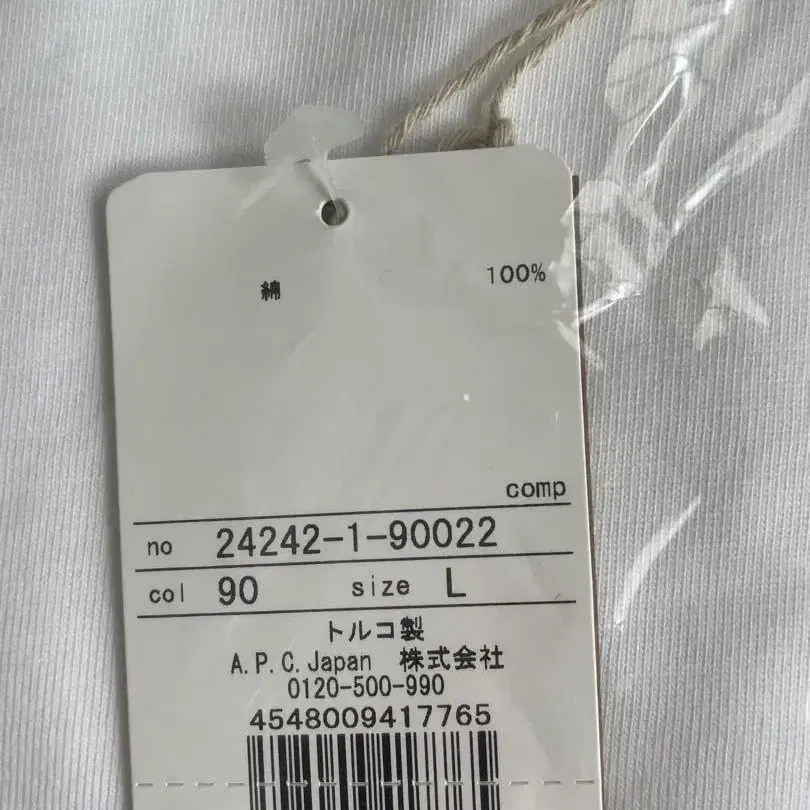 綿 100%
comp
no 24242-1-90022
col 90 size L
トルコ製
A.P.C.Japan 株式会社
0120-500-990
4548009417765